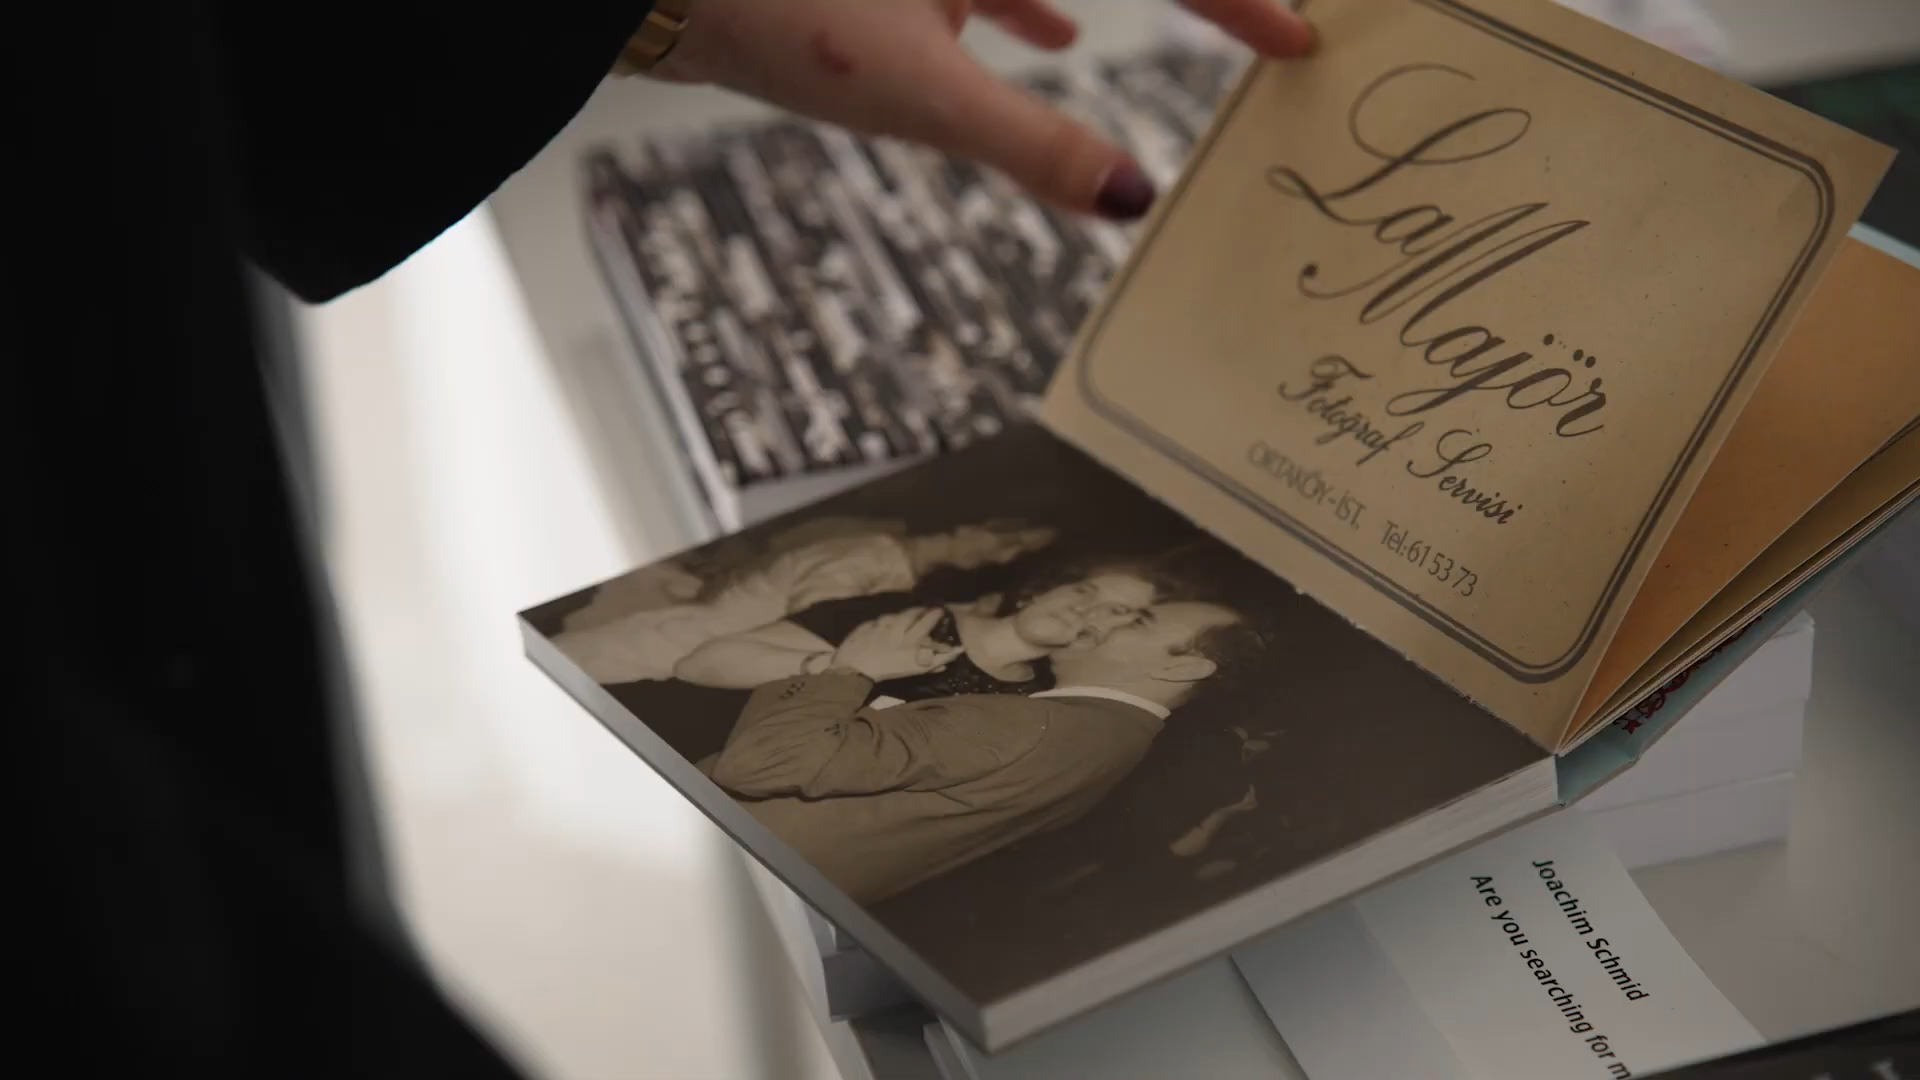 La Majör
Fotoğraf Servisi
ORTAKÖY-İST. Tel:61 53 73
Joachim Schmid
Are you searching for m